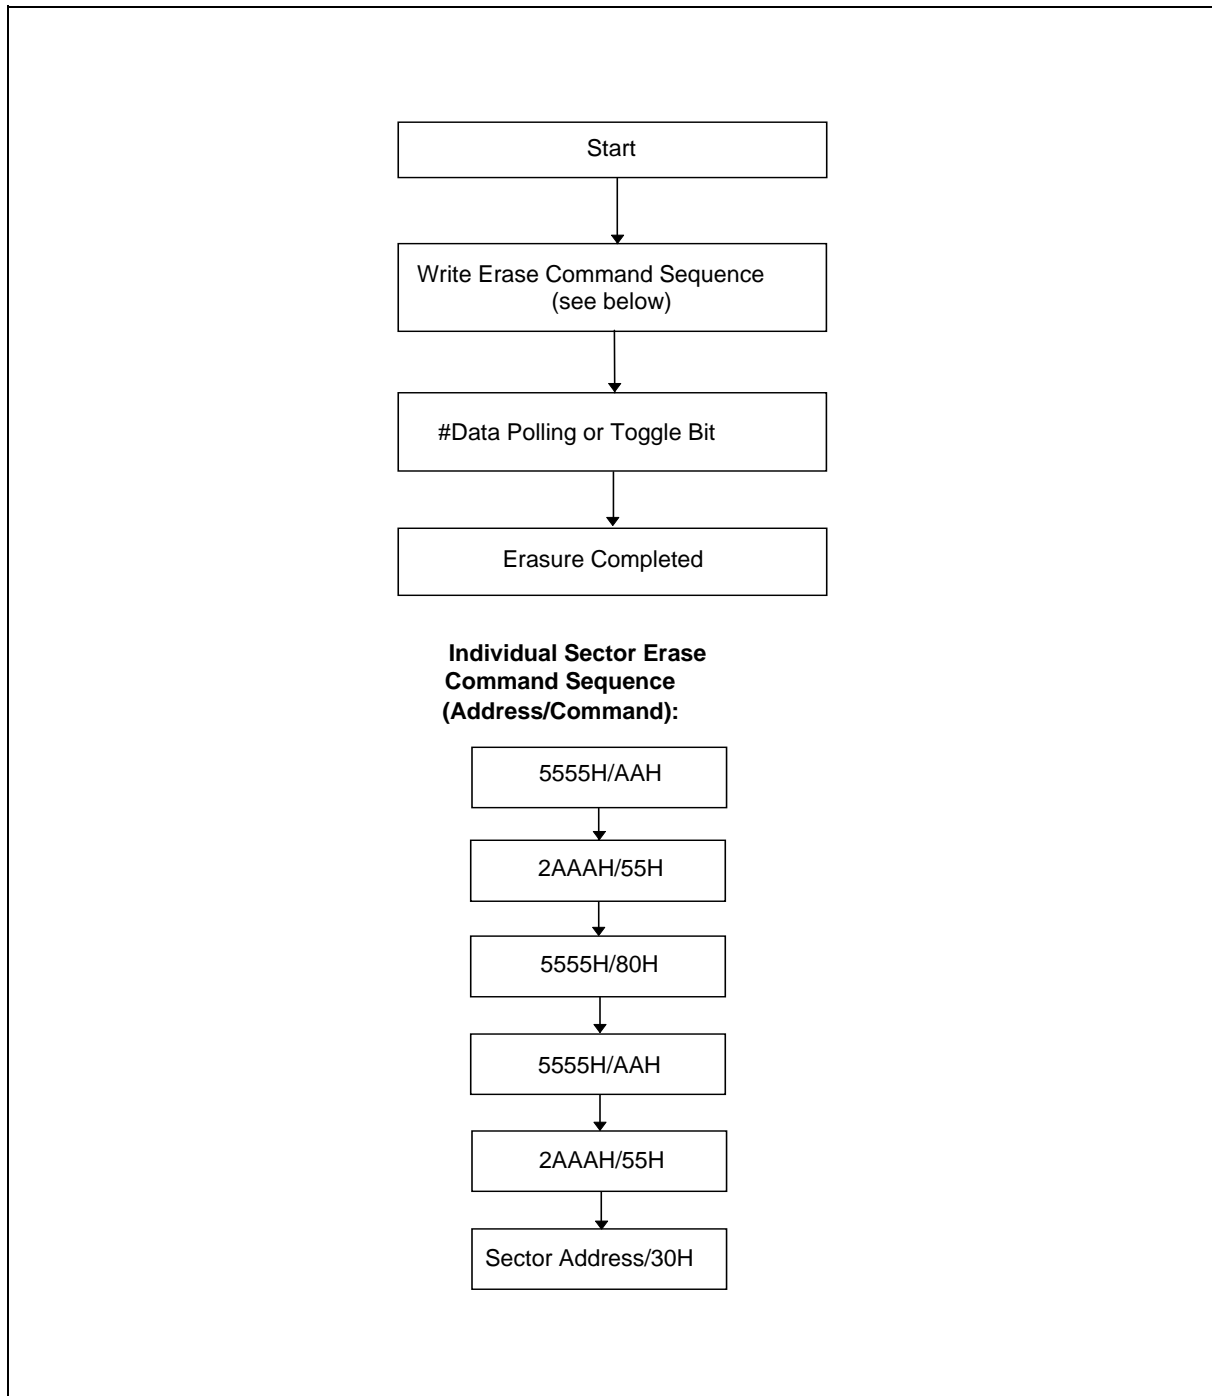 Start
Write Erase Command Sequence
(see below)
#Data Polling or Toggle Bit
Erasure Completed
Individual Sector Erase
Command Sequence
(Address/Command):
5555H/AAH
2AAAH/55H
5555H/80H
5555H/AAH
2AAAH/55H
Sector Address/30H